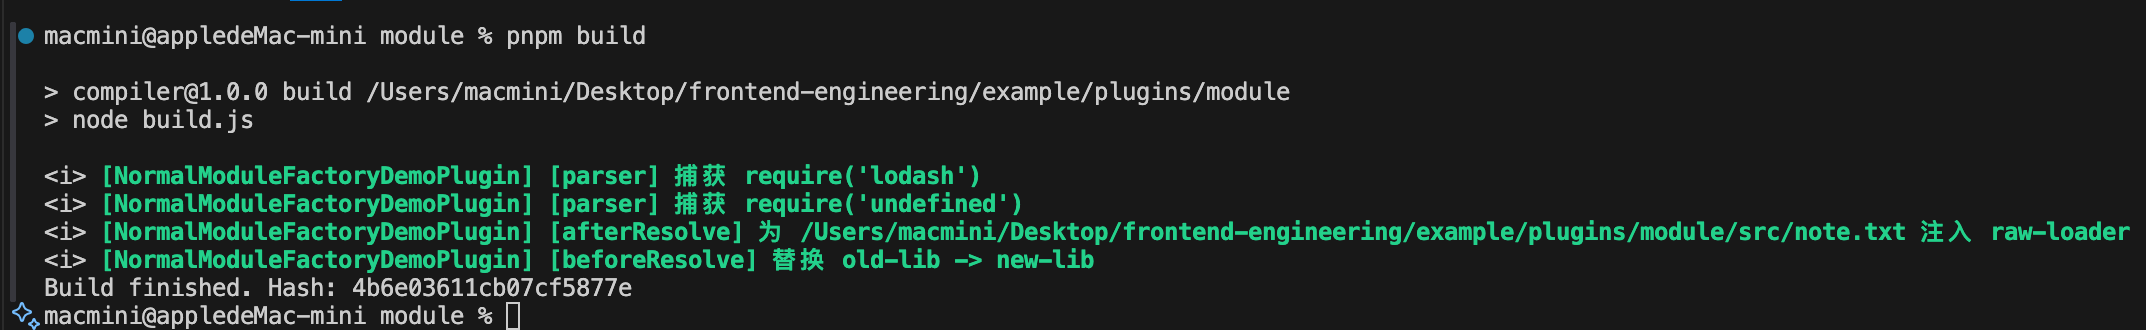 macmini@appledeMac-mini module % pnpm build
> compiler@1.0.0 build /Users/macmini/Desktop/frontend-engineering/example/plugins/module
> node build.js
<i> [NormalModuleFactoryDemoPlugin] [parser] 捕获 require('lodash')
<i> [NormalModuleFactoryDemoPlugin] [parser] 捕获 require('undefined')
<i> [NormalModuleFactoryDemoPlugin] [afterResolve] 为 /Users/macmini/Desktop/frontend-engineering/example/plugins/module/src/note.txt 注入 raw-loader
<i> [NormalModuleFactoryDemoPlugin] [beforeResolve] 替换 old-lib -> new-lib
Build finished. Hash: 4b6e03611cb07cf5877e
macmini@appledeMac-mini module %